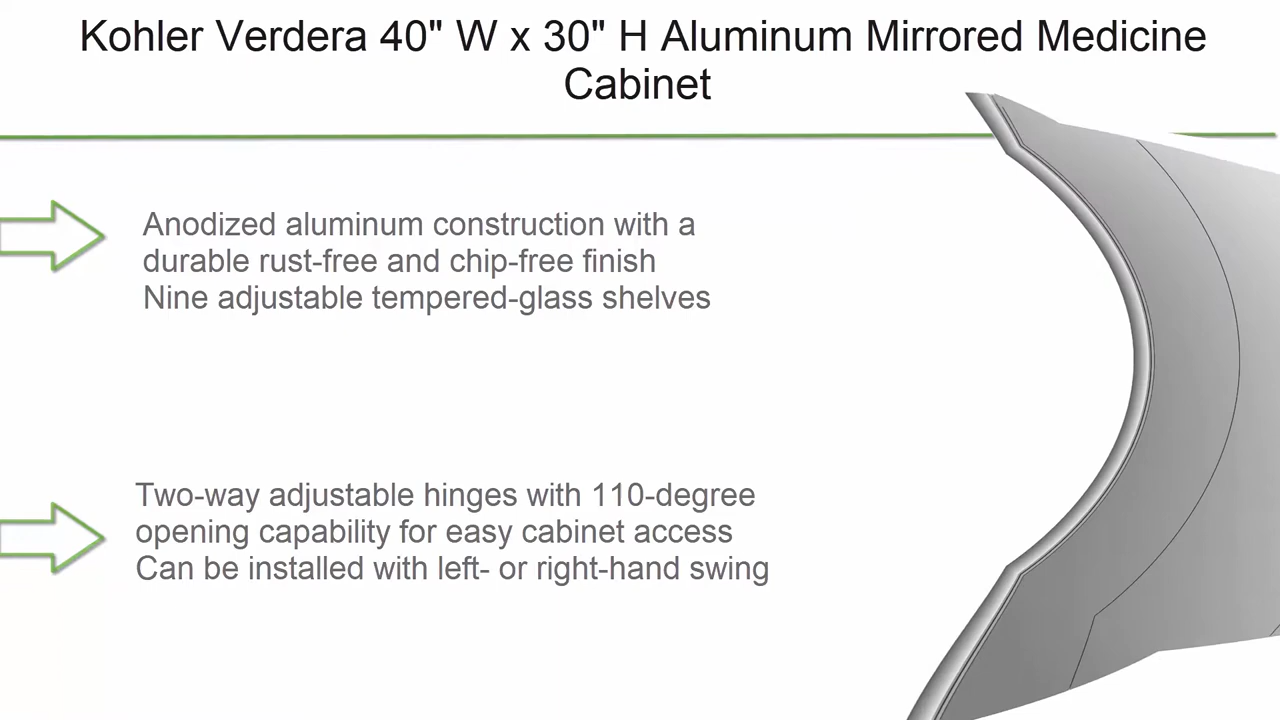 Kohler Verdera 40" W x 30" H Aluminum Mirrored Medicine
Cabinet
Anodized aluminum construction with a
durable rust-free and chip-free finish
Nine adjustable tempered-glass shelves
Two-way adjustable hinges with 110-degree
opening capability for easy cabinet access
Can be installed with left- or right-hand swing